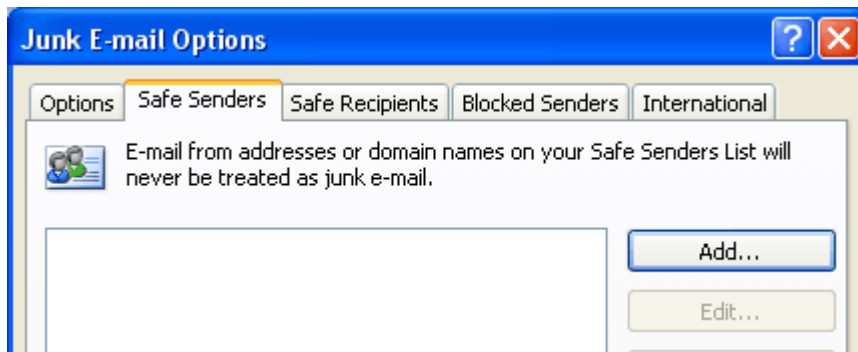 Junk E-mail Options
?
Options Safe Senders Safe Recipients Blocked Senders International
E-mail from addresses or domain names on your Safe Senders List will
never be treated as junk e-mail.
Add...
Edit...